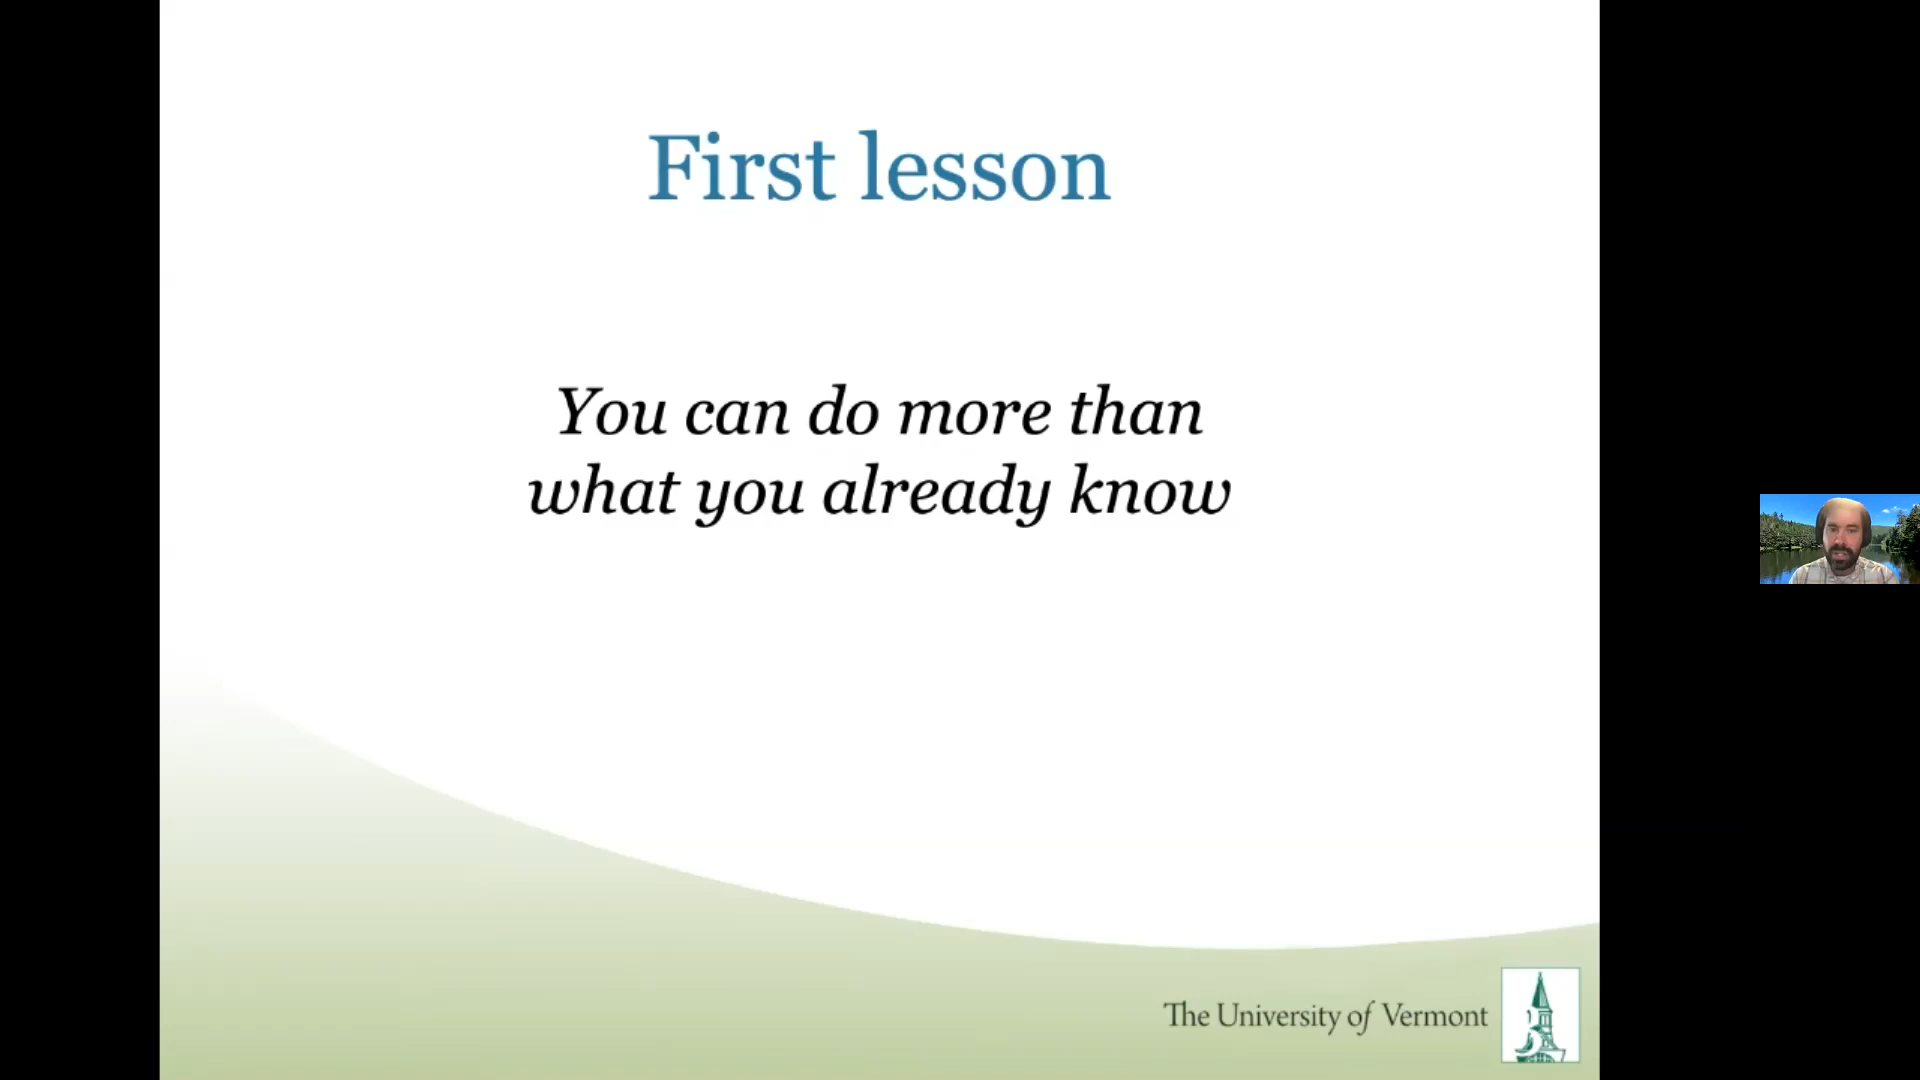 First lesson
You can do more than
what you already know
The University of Vermont